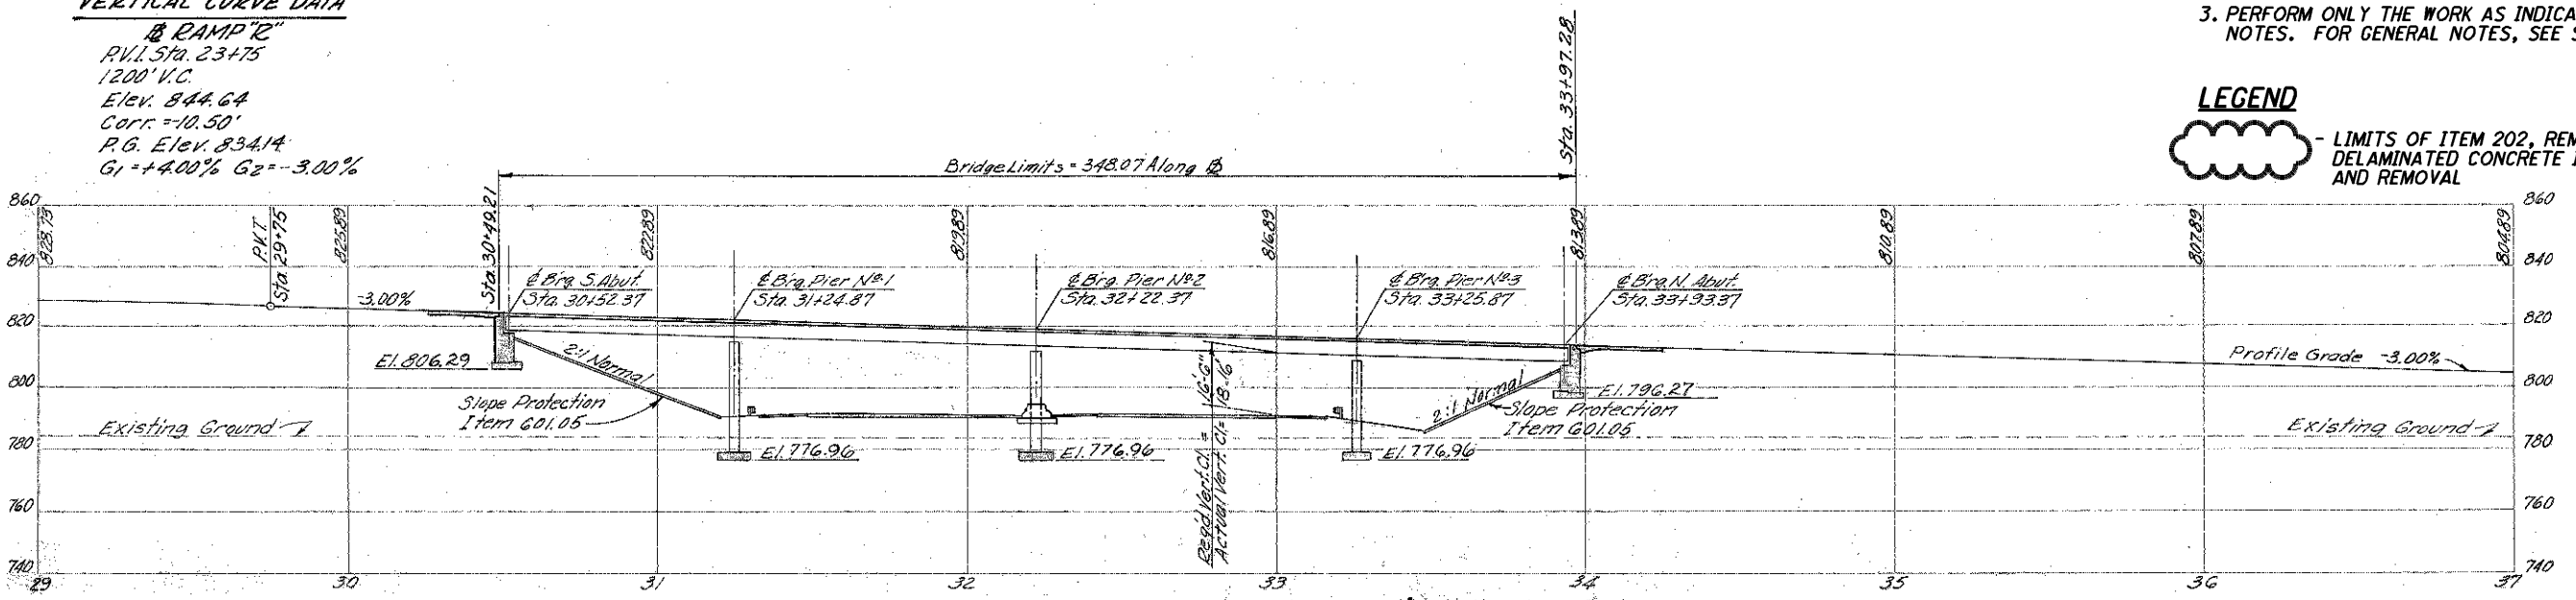 VERTICAL CURVE DATA
℄ RAMP "R"
P.V.I. Sta. 23+75
1200' V.C.
Elev. 844.64
Corr. = -10.50'
P.G. Elev. 834.14
G1 = +4.00% G2 = -3.00%
3. PERFORM ONLY THE WORK AS INDICA
NOTES. FOR GENERAL NOTES, SEE S
LEGEND
- LIMITS OF ITEM 202, REM
DELAMINATED CONCRETE I
AND REMOVAL
Sta. 33+97.28
Bridge Limits = 348.07 Along ℄
860
828.73
P.V.T.
Sta. 29+75
825.89
Sta. 30+49.21
822.89
819.89
816.89
813.89
810.89
807.89
804.89
860
840
840
-3.00%
℄ Brg. S. Abut.
Sta. 30+52.37
℄ Brg. Pier Nº 1
Sta. 31+24.87
℄ Brg. Pier Nº 2
Sta. 32+22.37
℄ Brg. Pier Nº 3
Sta. 33+25.87
℄ Brg. N. Abut.
Sta. 33+93.37
820
820
El. 806.29
2:1 Normal
Profile Grade -3.00%
800
800
Slope Protection
Item 601.05
Req'd Vert. Cl. = 16'-6"
Actual Vert. Cl. = 18.16'
2:1 Normal
El. 796.27
Slope Protection
Item 601.05
Existing Ground
Existing Ground
780
780
El. 776.96
El. 776.96
El. 776.96
760
760
740
740
29
30
31
32
33
34
35
36
37